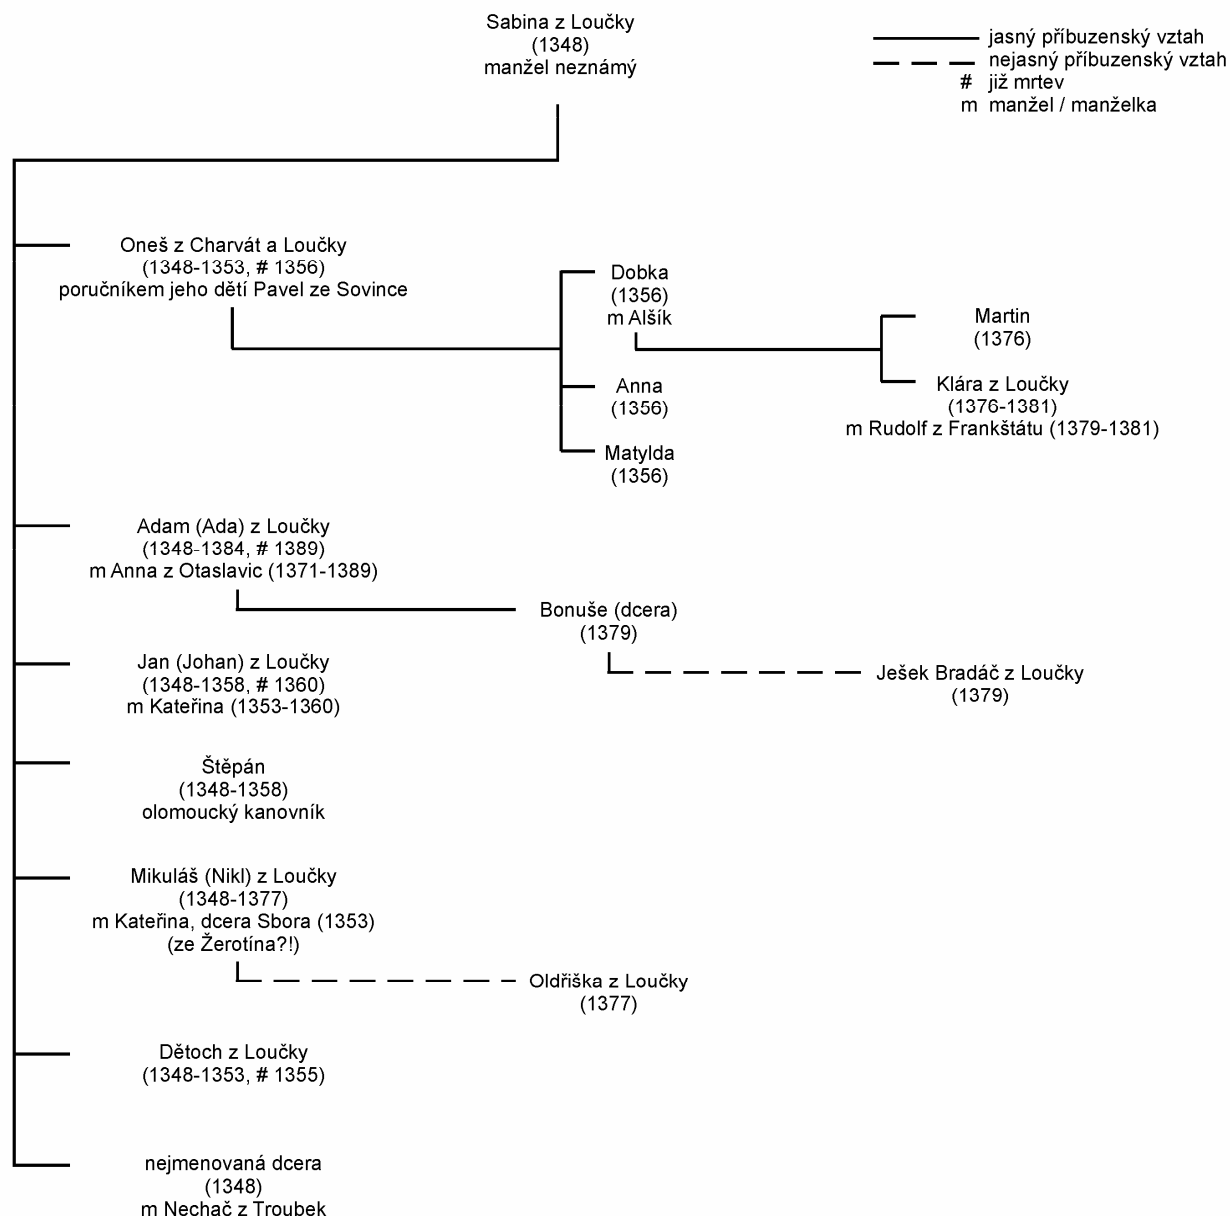 Sabina z Loučky
(1348)
manžel neznámý
jasný příbuzenský vztah
nejasný příbuzenský vztah
# již mrtev
m manžel / manželka
Oneš z Charvát a Loučky
(1348-1353, # 1356)
poručníkem jeho dětí Pavel ze Sovince
Dobka
(1356)
m Alšík
Martin
(1376)
Anna
(1356)
Klára z Loučky
(1376-1381)
m Rudolf z Frankštátu (1379-1381)
Matylda
(1356)
Adam (Ada) z Loučky
(1348-1384, # 1389)
m Anna z Otaslavic (1371-1389)
Bonuše (dcera)
(1379)
Jan (Johan) z Loučky
(1348-1358, # 1360)
m Kateřina (1353-1360)
Ješek Bradáč z Loučky
(1379)
Štěpán
(1348-1358)
olomoucký kanovník
Mikuláš (Nikl) z Loučky
(1348-1377)
m Kateřina, dcera Sbora (1353)
(ze Žerotína?!)
Oldřiška z Loučky
(1377)
Dětoch z Loučky
(1348-1353, # 1355)
nejmenovaná dcera
(1348)
m Nechač z Troubek